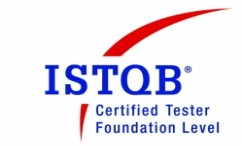 ISTQB®
Certified Tester
Foundation Level